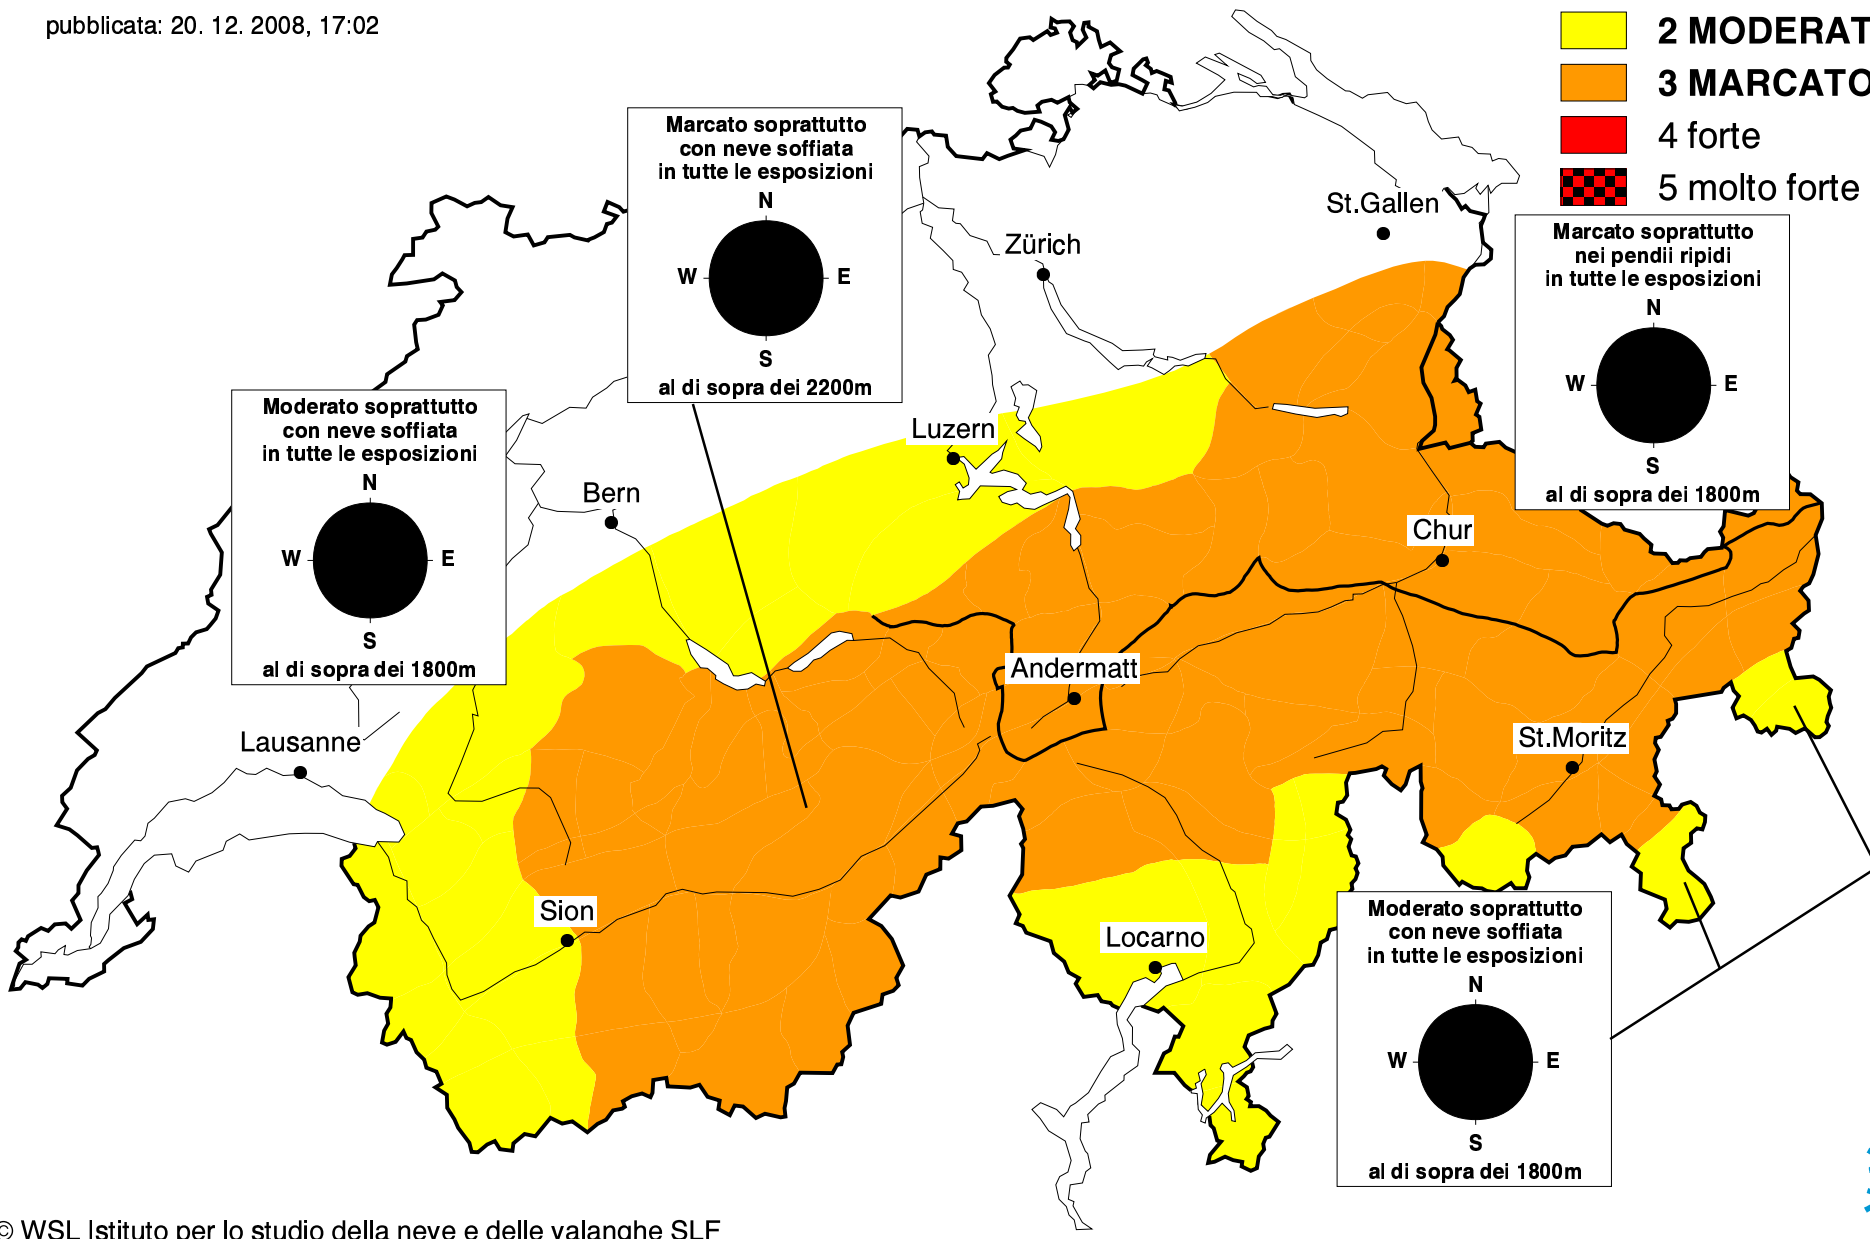 pubblicata: 20. 12. 2008, 17:02
2 MODERAT
3 MARCATO
4 forte
5 molto forte
Marcato soprattutto
con neve soffiata
in tutte le esposizioni
N
W E
S
al di sopra dei 2200m
Marcato soprattutto
nei pendii ripidi
in tutte le esposizioni
N
W E
S
al di sopra dei 1800m
Moderato soprattutto
con neve soffiata
in tutte le esposizioni
N
W E
S
al di sopra dei 1800m
St.Gallen
Zürich
Luzern
Bern
Chur
Andermatt
Lausanne
St.Moritz
Sion
Locarno
Moderato soprattutto
con neve soffiata
in tutte le esposizioni
N
W E
S
al di sopra dei 1800m
© WSL Istituto per lo studio della neve e delle valanghe SLF